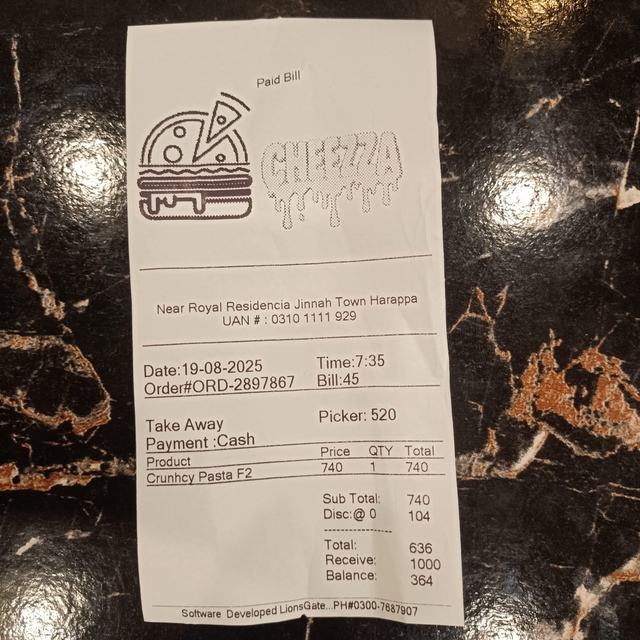 Paid Bill
CHEEZZA
Near Royal Residencia Jinnah Town Harappa
UAN # : 0310 1111 929
Date:19-08-2025 Time:7:35
Order#ORD-2897867 Bill:45
Take Away Picker: 520
Payment :Cash
Product Price QTY Total
Crunhcy Pasta F2 740 1 740
Sub Total: 740
Disc:@ 0 104
Total: 636
Receive: 1000
Balance: 364
Software Developed LionsGate...PH#0300-7687907